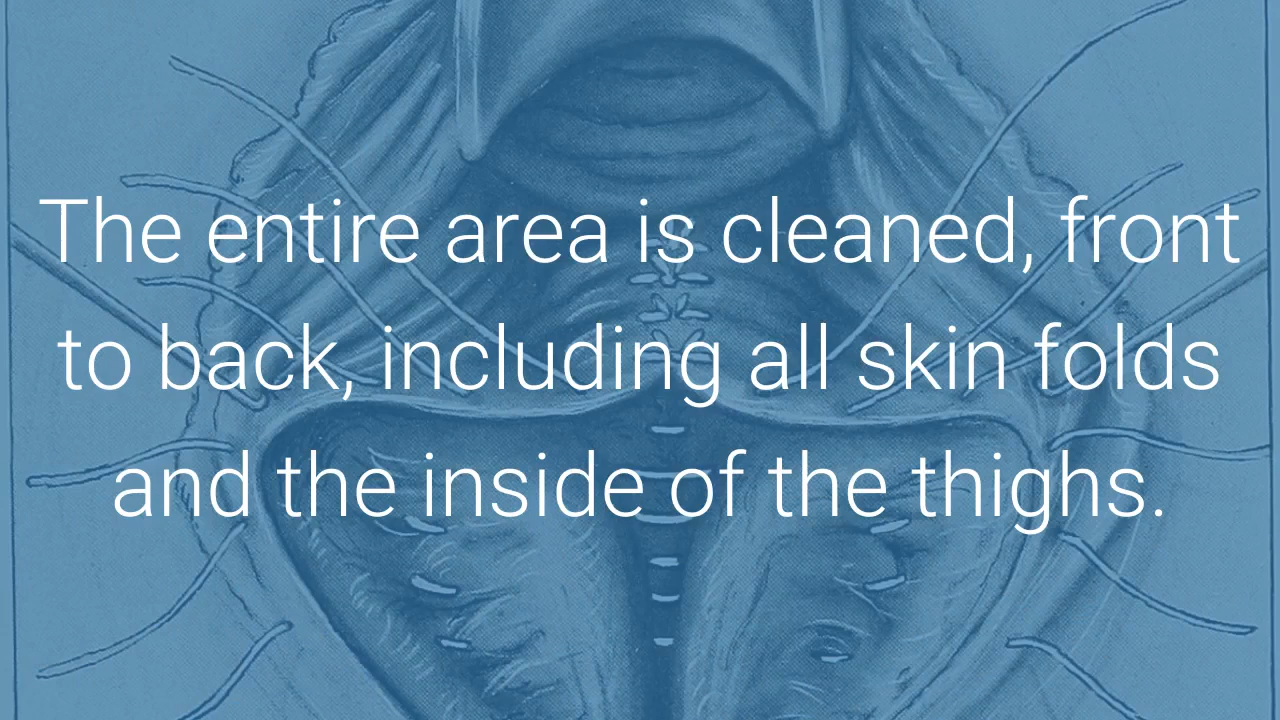 The entire area is cleaned, front
to back, including all skin folds
and the inside of the thighs.